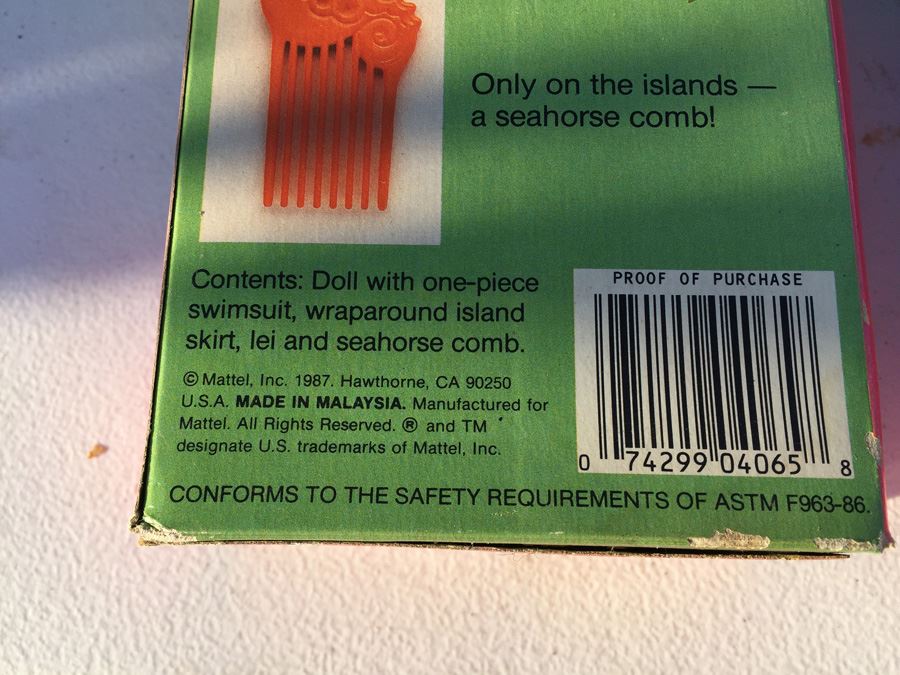 Only on the islands —
a seahorse comb!
Contents: Doll with one-piece
swimsuit, wraparound island
skirt, lei and seahorse comb.
© Mattel, Inc. 1987. Hawthorne, CA 90250
U.S.A. MADE IN MALAYSIA. Manufactured for
Mattel. All Rights Reserved. ® and TM
designate U.S. trademarks of Mattel, Inc.
PROOF OF PURCHASE
0 74299 04065 8
CONFORMS TO THE SAFETY REQUIREMENTS OF ASTM F963-86.